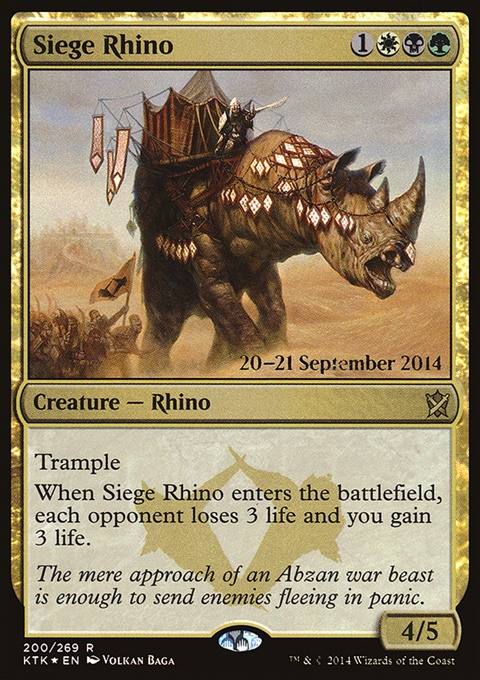 Siege Rhino
1
20–21 September 2014
Creature — Rhino
Trample
When Siege Rhino enters the battlefield,
each opponent loses 3 life and you gain
3 life.
The mere approach of an Abzan war beast
is enough to send enemies fleeing in panic.
4/5
200/269 R
KTK ★ EN Volkan Baga
™ & © 2014 Wizards of the Coast